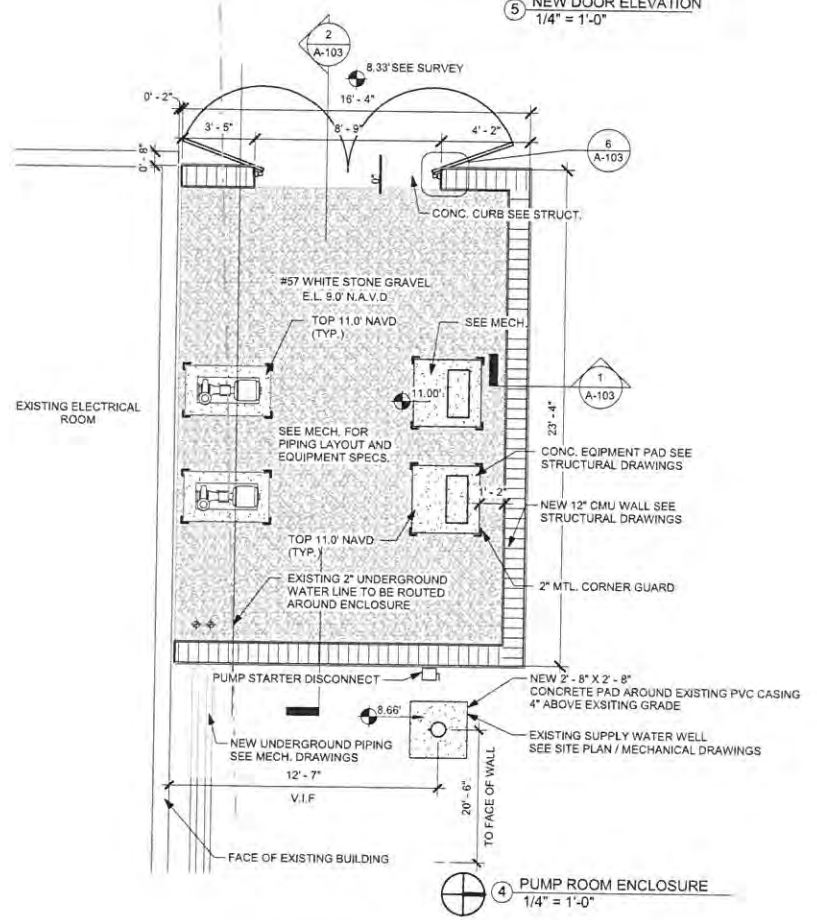 5 NEW DOOR ELEVATION
1/4" = 1'-0"
2
A-103
8.33' SEE SURVEY
0' - 2"
16' - 4"
3' - 5"
8' - 9"
4' - 2"
0' - 8"
6
A-103
0"
CONC. CURB SEE STRUCT.
#57 WHITE STONE GRAVEL
E.L. 9.0' N.A.V.D
TOP 11.0' NAVD
(TYP.)
SEE MECH.
1
A-103
11.00'
EXISTING ELECTRICAL
ROOM
23' - 4"
SEE MECH. FOR
PIPING LAYOUT AND
EQUIPMENT SPECS.
CONC. EQIPMENT PAD SEE
STRUCTURAL DRAWINGS
1' - 2"
NEW 12" CMU WALL SEE
STRUCTURAL DRAWINGS
TOP 11.0' NAVD
(TYP.)
EXISTING 2" UNDERGROUND
WATER LINE TO BE ROUTED
AROUND ENCLOSURE
2" MTL. CORNER GUARD
PUMP STARTER DISCONNECT
NEW 2' - 8" X 2' - 8"
CONCRETE PAD AROUND EXISTING PVC CASING
4" ABOVE EXSITING GRADE
8.66'
EXISTING SUPPLY WATER WELL
SEE SITE PLAN / MECHANICAL DRAWINGS
NEW UNDERGROUND PIPING
SEE MECH. DRAWINGS
12' - 7"
V.I.F
20' - 6"
TO FACE OF WALL
FACE OF EXISTING BUILDING
4 PUMP ROOM ENCLOSURE
1/4" = 1'-0"